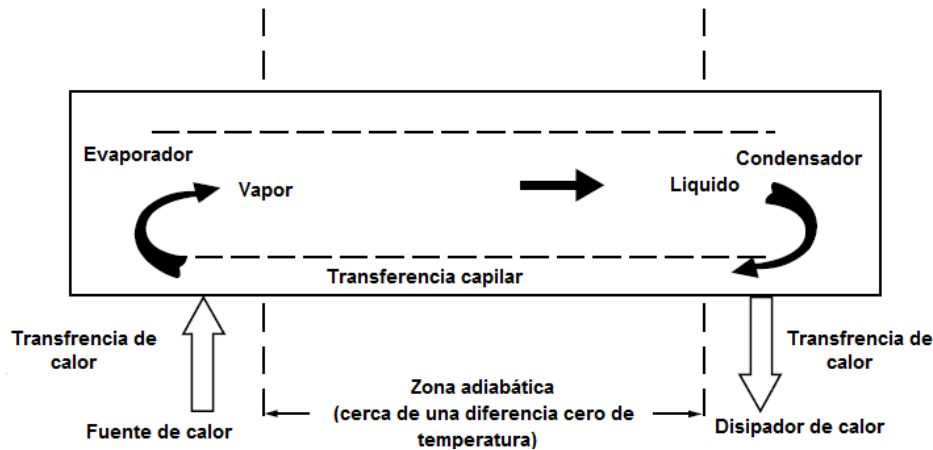 Evaporador
Condensador
Vapor
Liquido
Transferencia capilar
Transfrencia de
calor
Transferencia de
calor
Zona adiabática
(cerca de una diferencia cero de
temperatura)
Fuente de calor
Disipador de calor